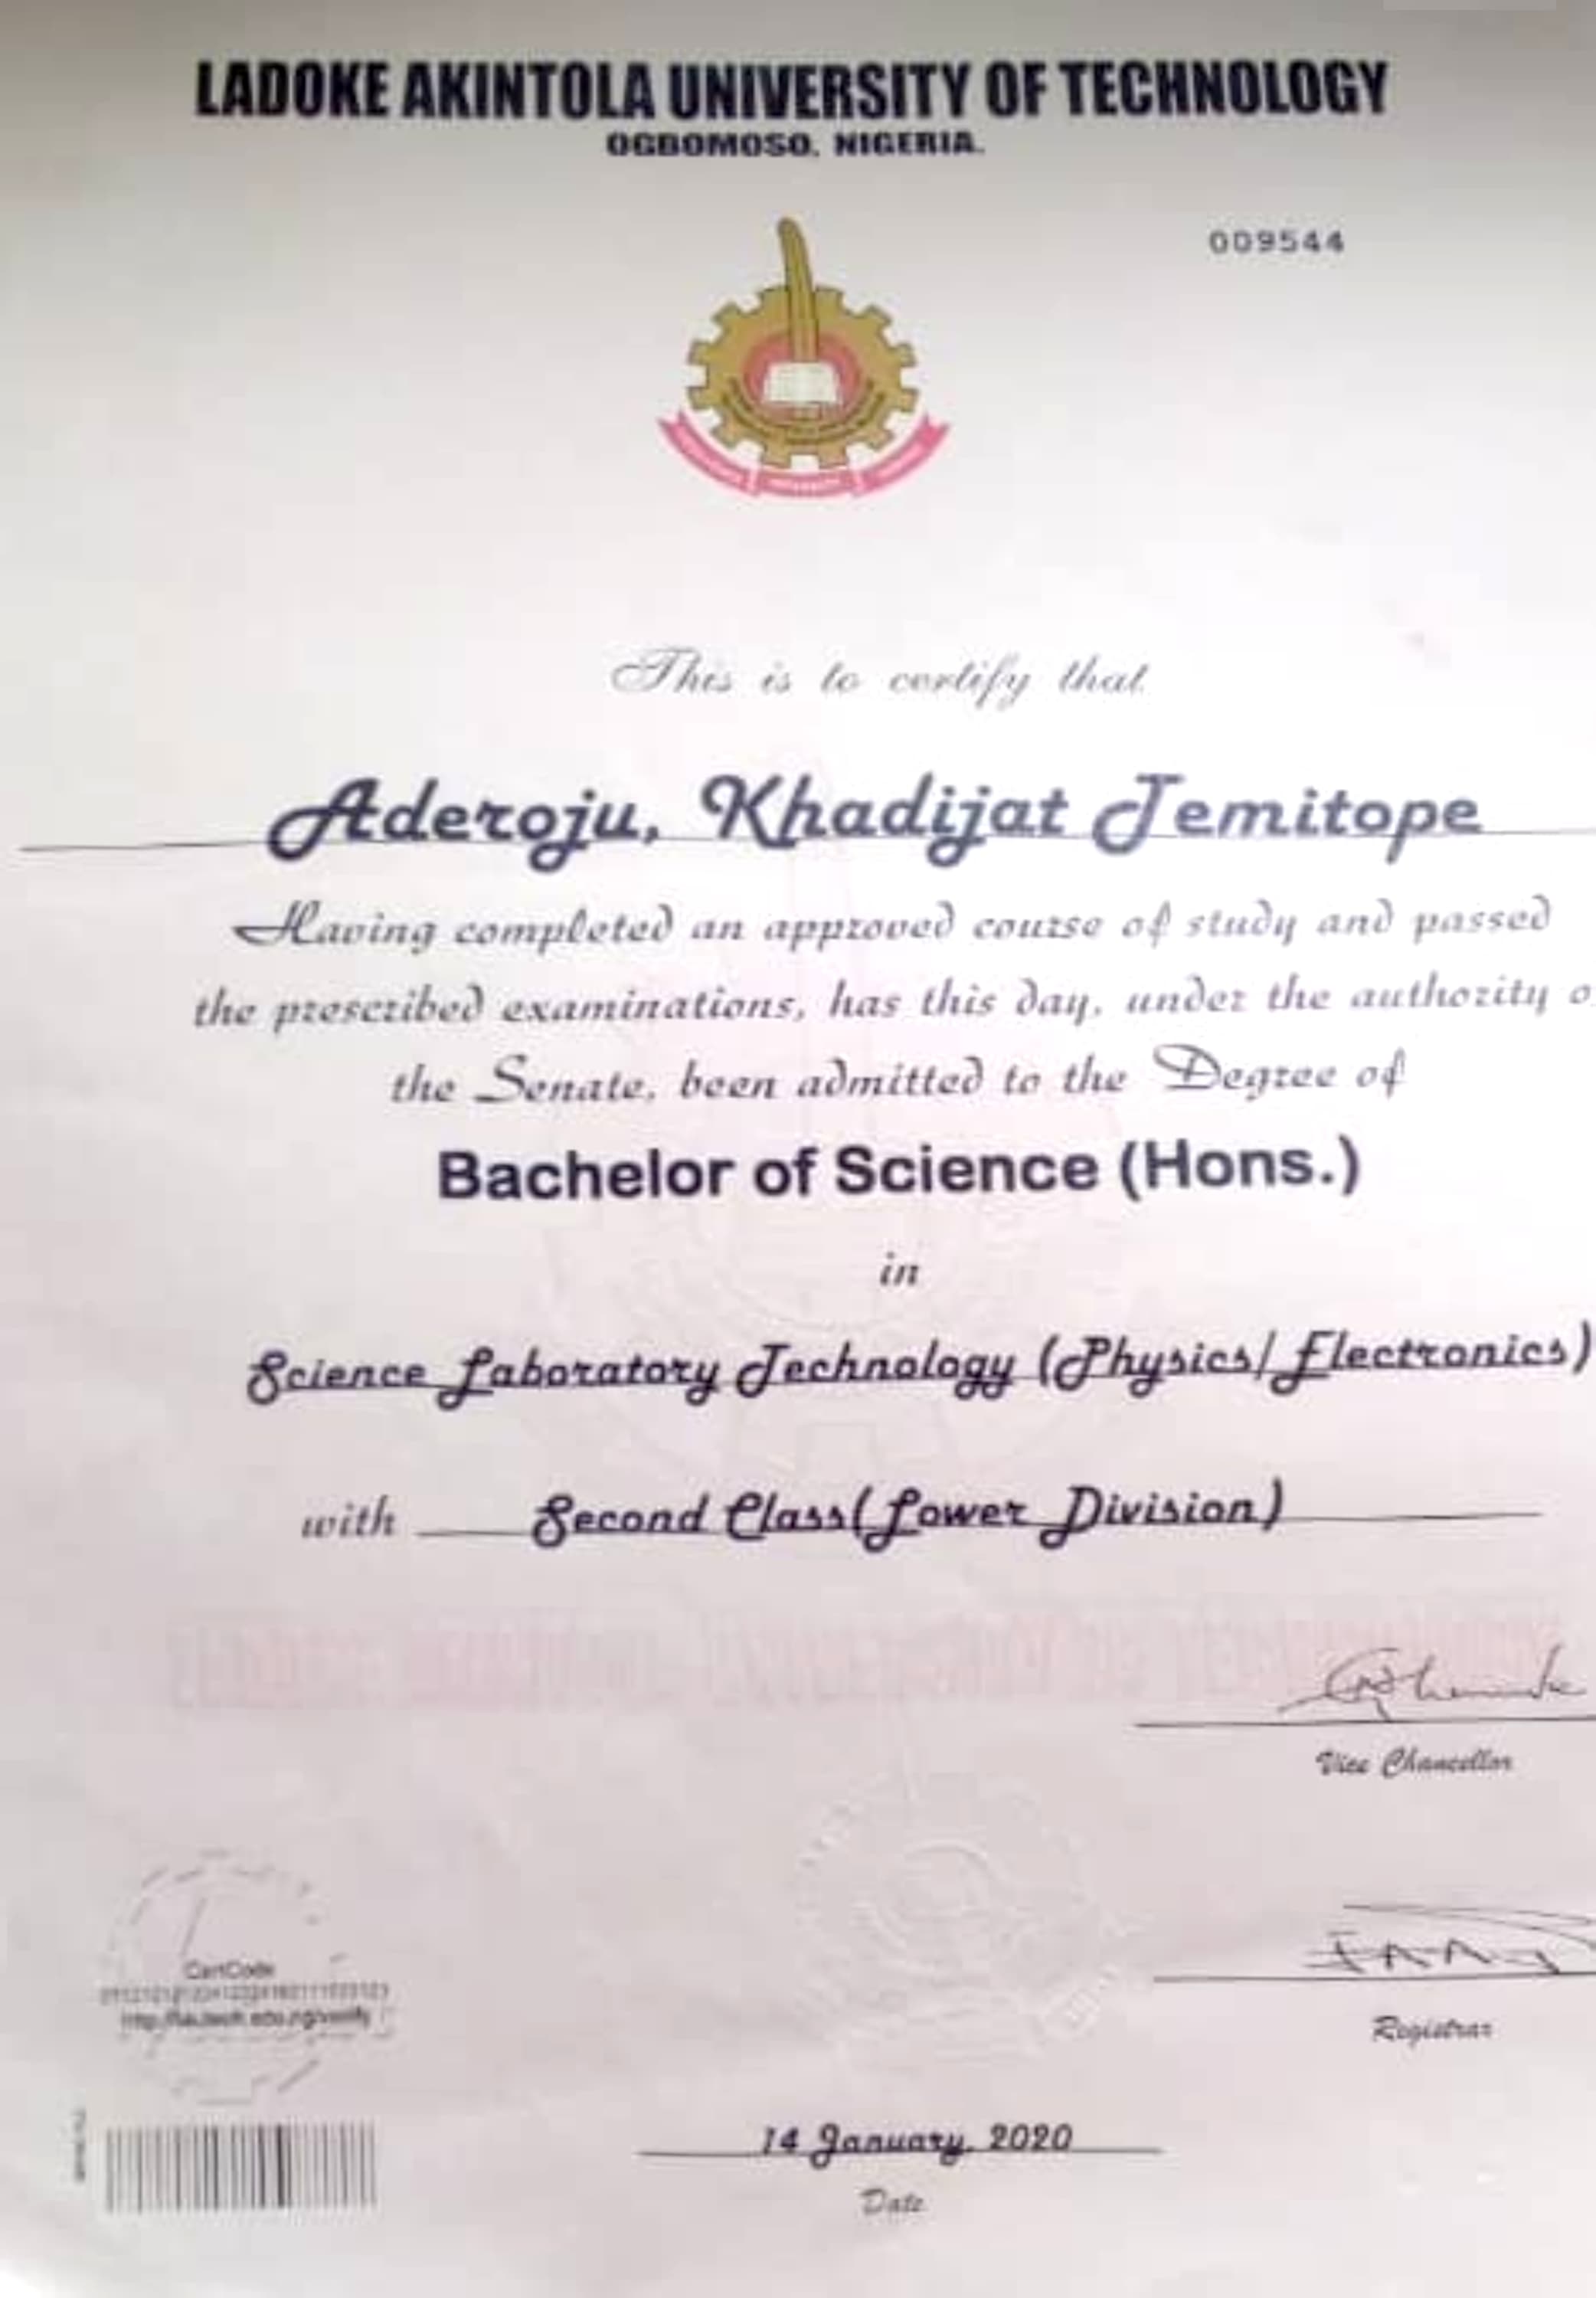 LADOKE AKINTOLA UNIVERSITY OF TECHNOLOGY
OGBOMOSO, NIGERIA.
009544
This is to certify that
Aderoju, Khadijat Temitope
Having completed an approved course of study and passed
the prescribed examinations, has this day, under the authority o
the Senate, been admitted to the Degree of
Bachelor of Science (Hons.)
in
Science Laboratory Technology (Physics/Electronics)
with Second Class(Lower Division)
Vice Chancellor
CertCode
Registrar
14 January, 2020
Date